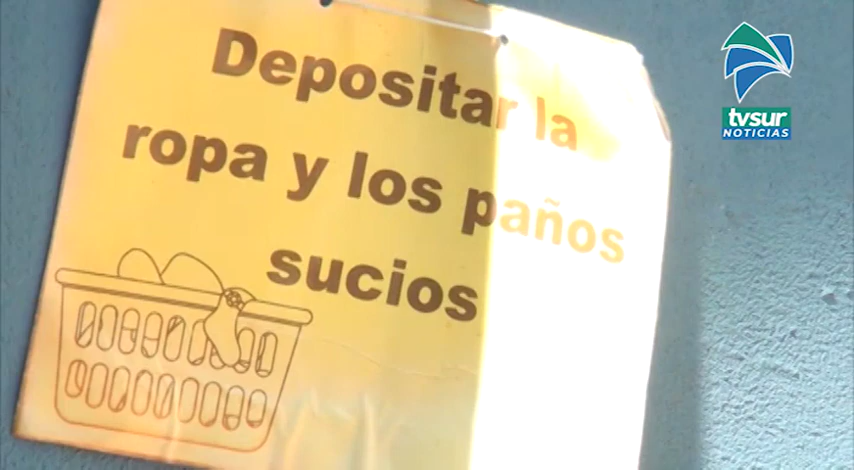 Depositar la
ropa y los paños
sucios
tvsur
NOTICIAS